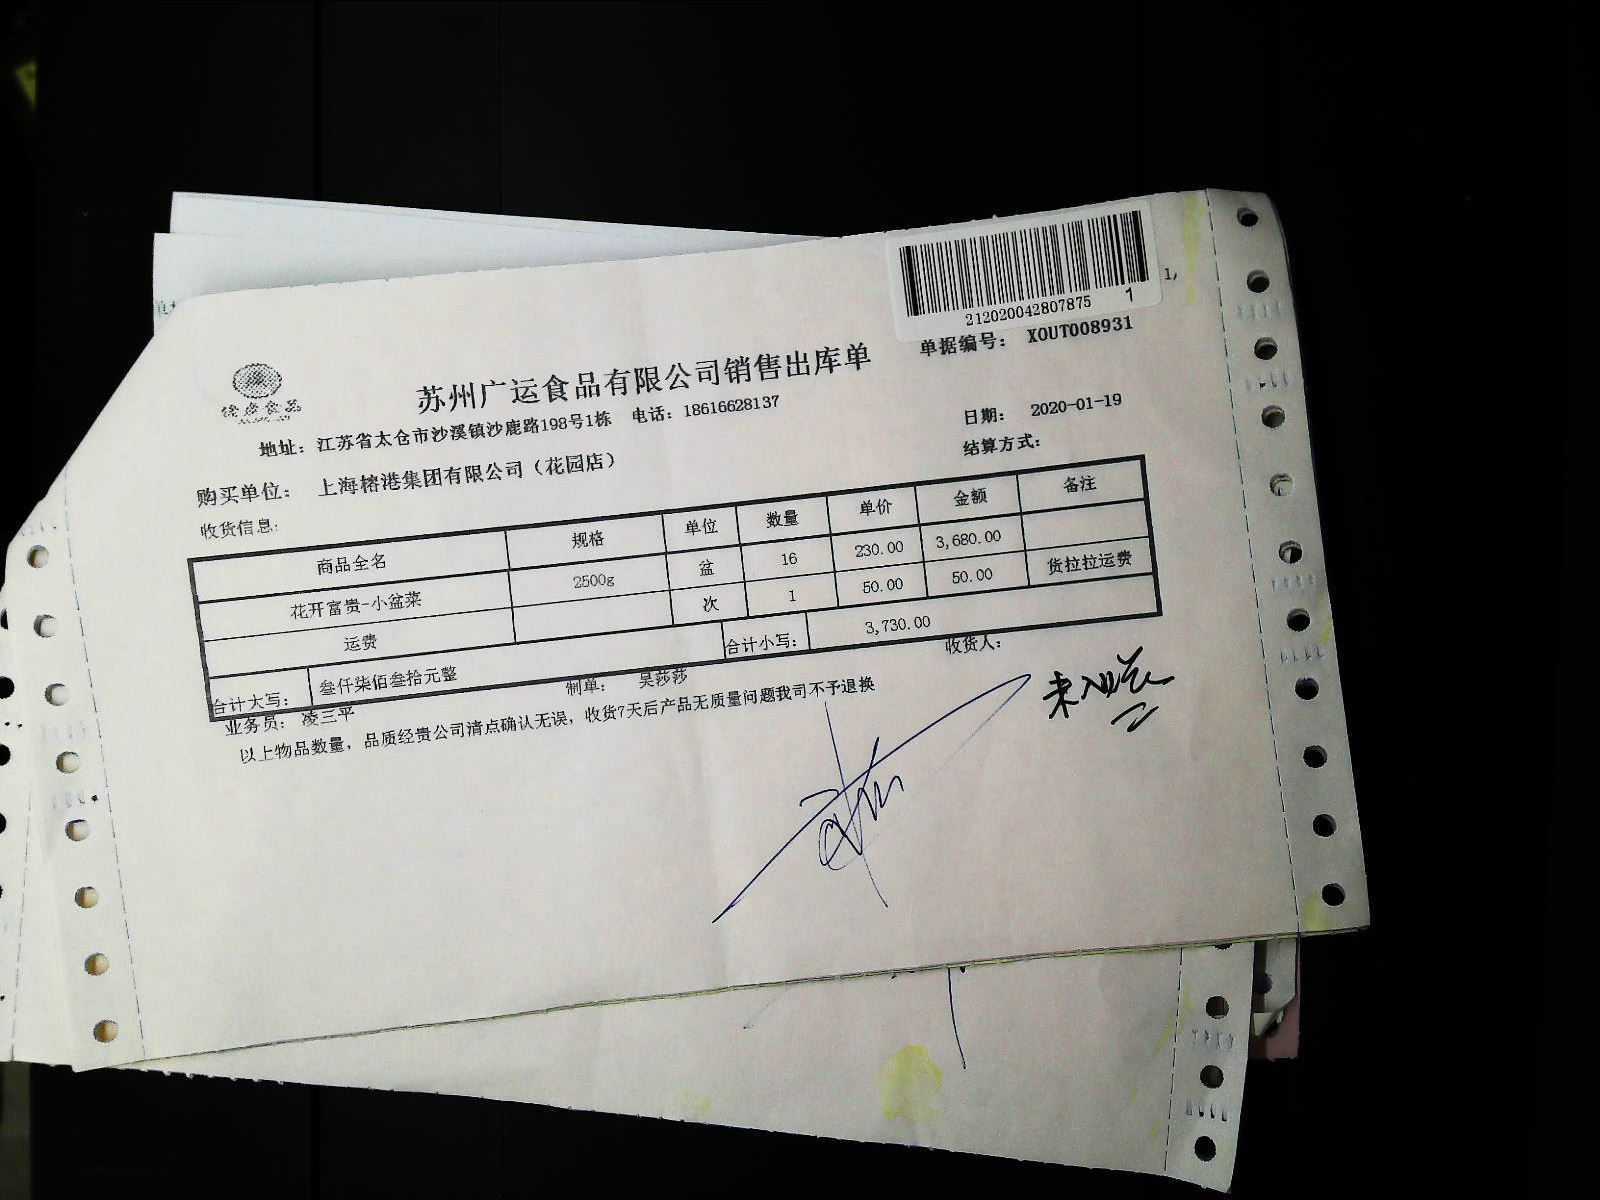 212020042807875 1
单据编号： XOUT008931
苏州广运食品有限公司销售出库单
地址：江苏省太仓市沙溪镇沙鹿路198号1栋 电话：18616628137
日期： 2020-01-19
购买单位： 上海榕港集团有限公司（花园店）
结算方式：
收货信息：
商品全名 规格 单位 数量 单价 金额 备注
花开富贵-小盆菜 2500g 盆 16 230.00 3,680.00
运费 次 1 50.00 50.00 货拉拉运费
合计大写： 叁仟柒佰叁拾元整 合计小写： 3,730.00
业务员： 凌三平 制单： 吴莎莎 收货人：
以上物品数量，品质经贵公司清点确认无误，收货7天后产品无质量问题我司不予退换